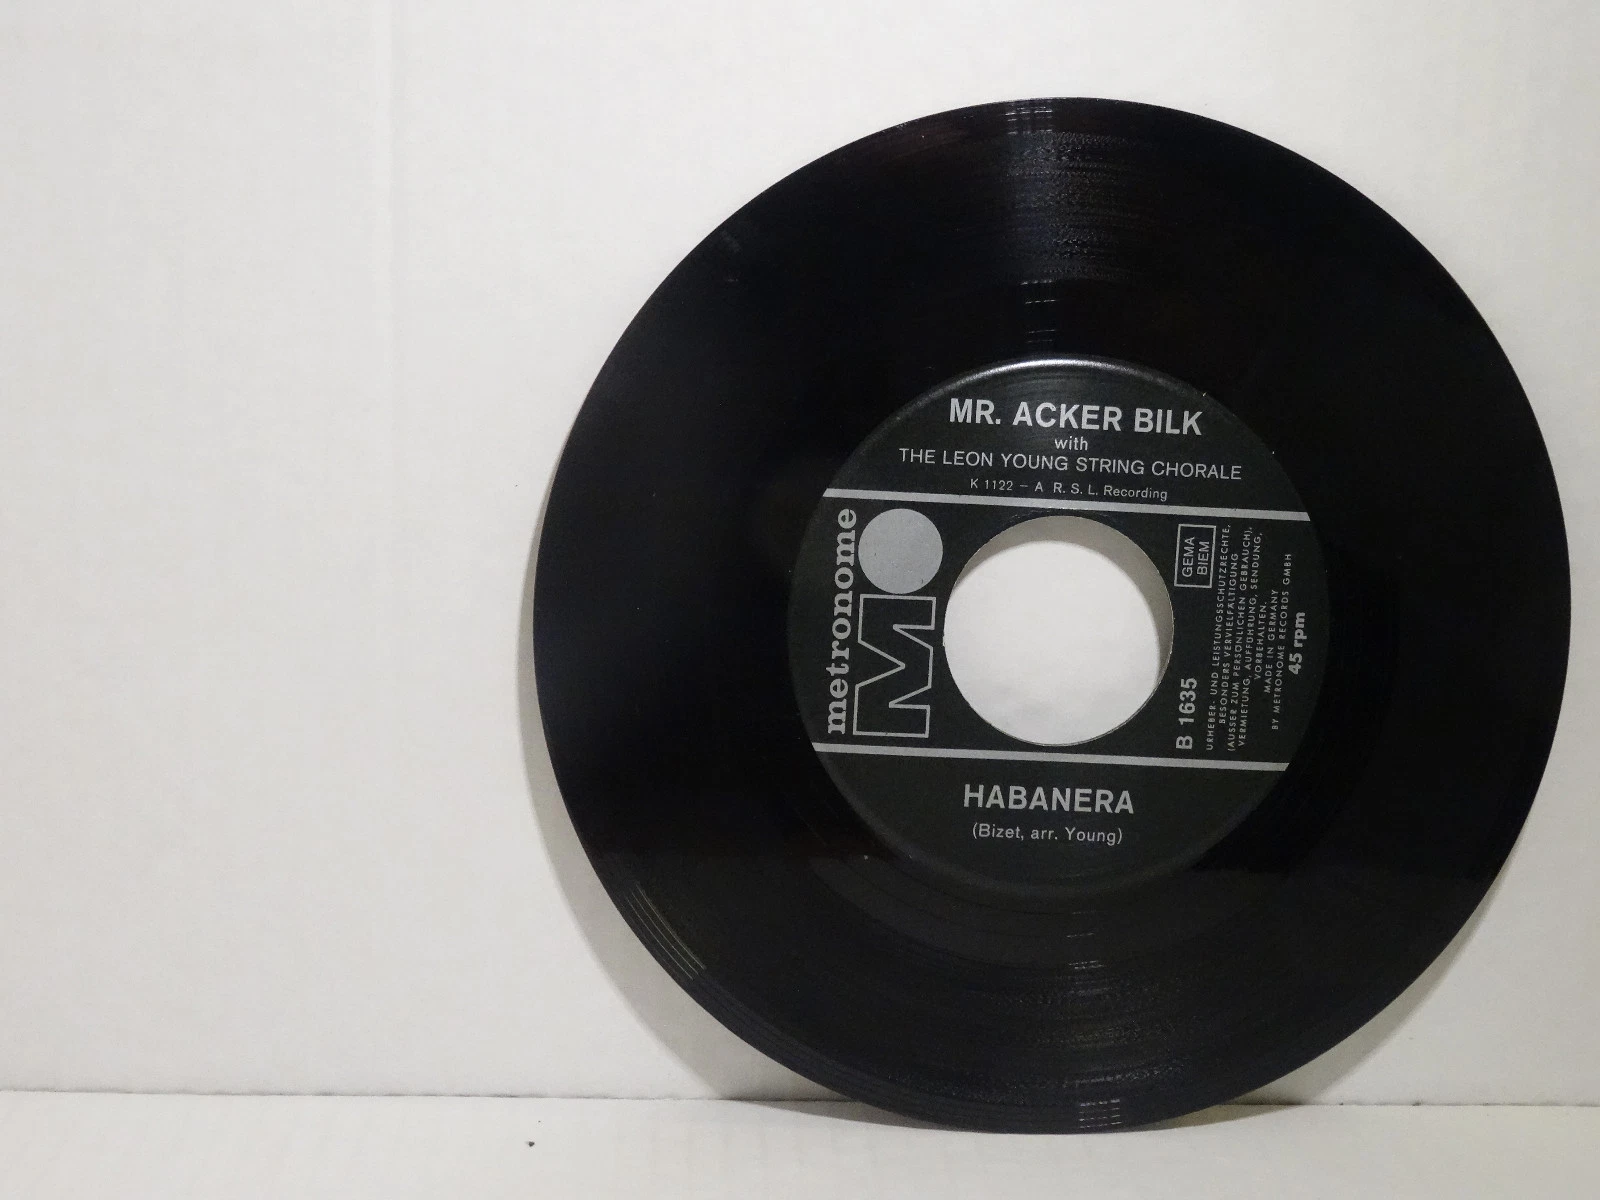 MR. ACKER BILK
with
THE LEON YOUNG STRING CHORALE
K 1122 – A R. S. L. Recording
metronome
M
GEMA
BIEM
B 1635
URHEBER- UND LEISTUNGSSCHUTZRECHTE,
BESONDERS VERVIELFÄLTIGUNG
(AUSSER ZUM PERSÖNLICHEN GEBRAUCH),
VERMIETUNG, AUFFÜHRUNG, SENDUNG,
VORBEHALTEN.
MADE IN GERMANY
BY METRONOME RECORDS GMBH
45 rpm
HABANERA
(Bizet, arr. Young)